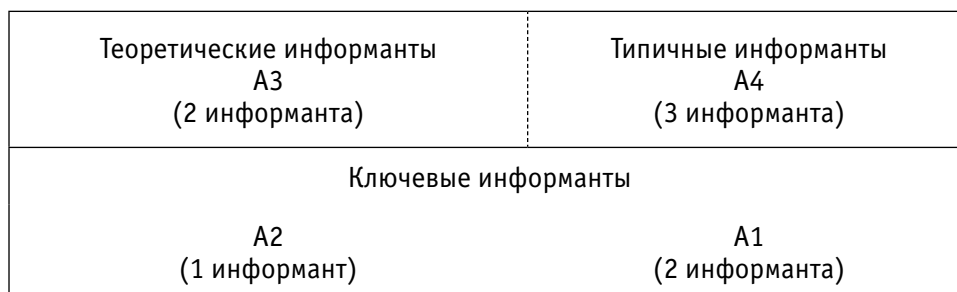 Теоретические информанты
А3
(2 информанта)
Типичные информанты
А4
(3 информанта)
Ключевые информанты
А2
(1 информант)
А1
(2 информанта)